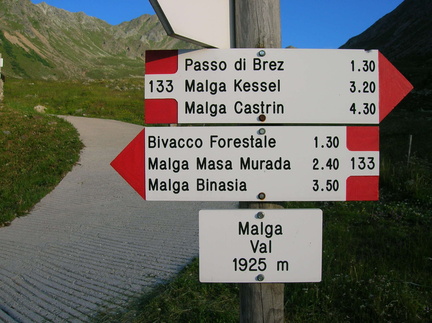 Passo di Brez 1.30
133 Malga Kessel 3.20
Malga Castrin 4.30
Bivacco Forestale 1.30
Malga Masa Murada 2.40 133
Malga Binasia 3.50
Malga
Val
1925 m